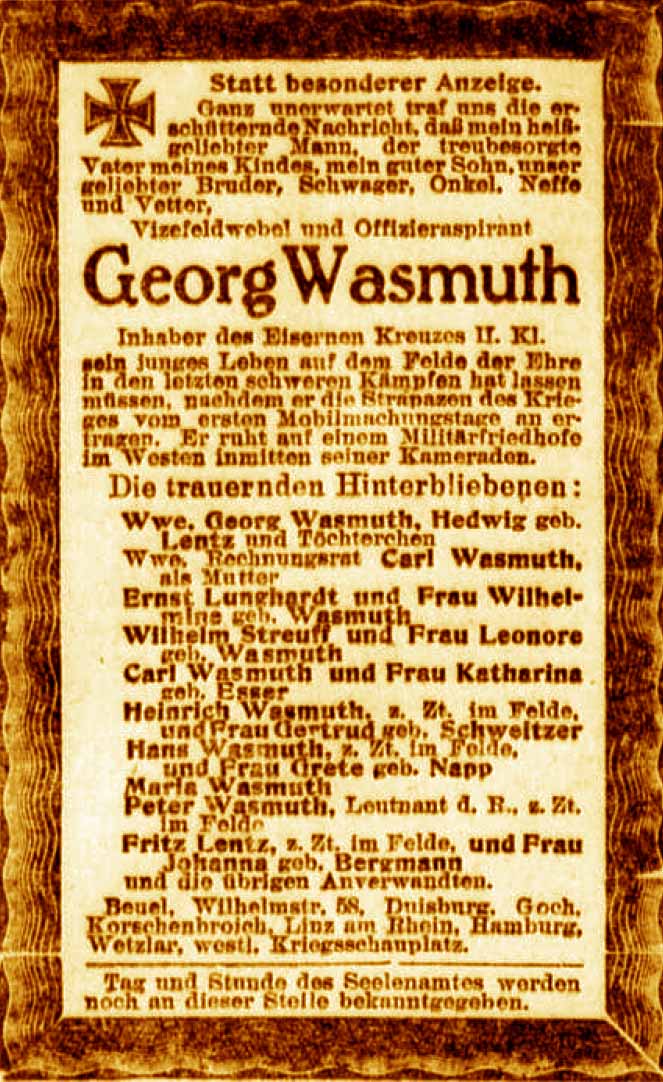 Statt besonderer Anzeige.
Ganz unerwartet traf uns die er-
schütternde Nachricht, daß mein heiß-
geliebter Mann, der treubesorgte
Vater meines Kindes, mein guter Sohn, unser
geliebter Bruder, Schwager, Onkel, Neffe
und Vetter,
Vizefeldwebel und Offizieraspirant
Georg Wasmuth
Inhaber des Eisernen Kreuzes II. Kl.
sein junges Leben auf dem Felde der Ehre
in den letzten schweren Kämpfen hat lassen
müssen, nachdem er die Strapazen des Krie-
ges vom ersten Mobilmachungstage an er-
tragen. Er ruht auf einem Militärfriedhofe
im Westen inmitten seiner Kameraden.
Die trauernden Hinterbliebenen:
Wwe. Georg Wasmuth, Hedwig geb.
Lentz und Töchterchen
Wwe. Rechnungsrat Carl Wasmuth,
als Mutter
Ernst Lunghardt und Frau Wilhel-
mine geb. Wasmuth
Wilhelm Streuff und Frau Leonore
geb. Wasmuth
Carl Wasmuth und Frau Katharina
geb. Esser
Heinrich Wasmuth, z. Zt. im Felde,
und Frau Gertrud geb. Schweitzer
Hans Wasmuth, z. Zt. im Felde,
und Frau Grete geb. Napp
Maria Wasmuth
Peter Wasmuth, Leutnant d. R., z. Zt.
im Felde
Fritz Lentz, z. Zt. im Felde, und Frau
Johanna geb. Bergmann
und die übrigen Anverwandten.
Beuel, Wilhelmstr. 58, Duisburg, Goch,
Korschenbroich, Linz am Rhein, Hamburg,
Wetzlar, westl. Kriegsschauplatz.
Tag und Stunde des Seelenamtes werden
noch an dieser Stelle bekanntgegeben.